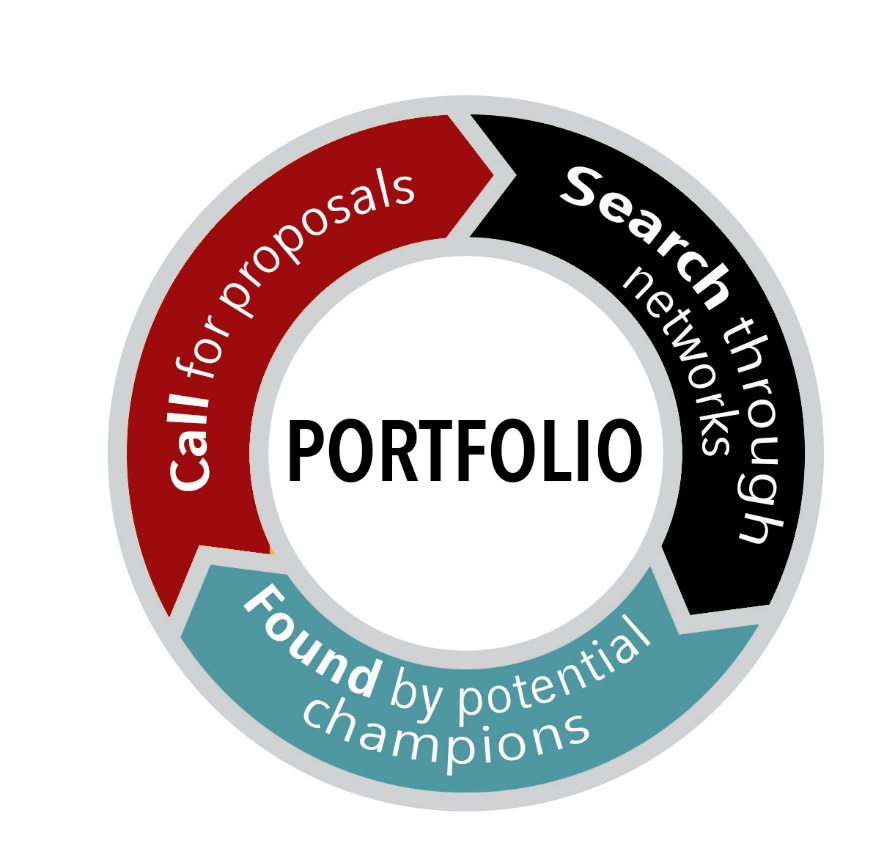 Call for proposals
Search through
networks
PORTFOLIO
Found by potential
champions